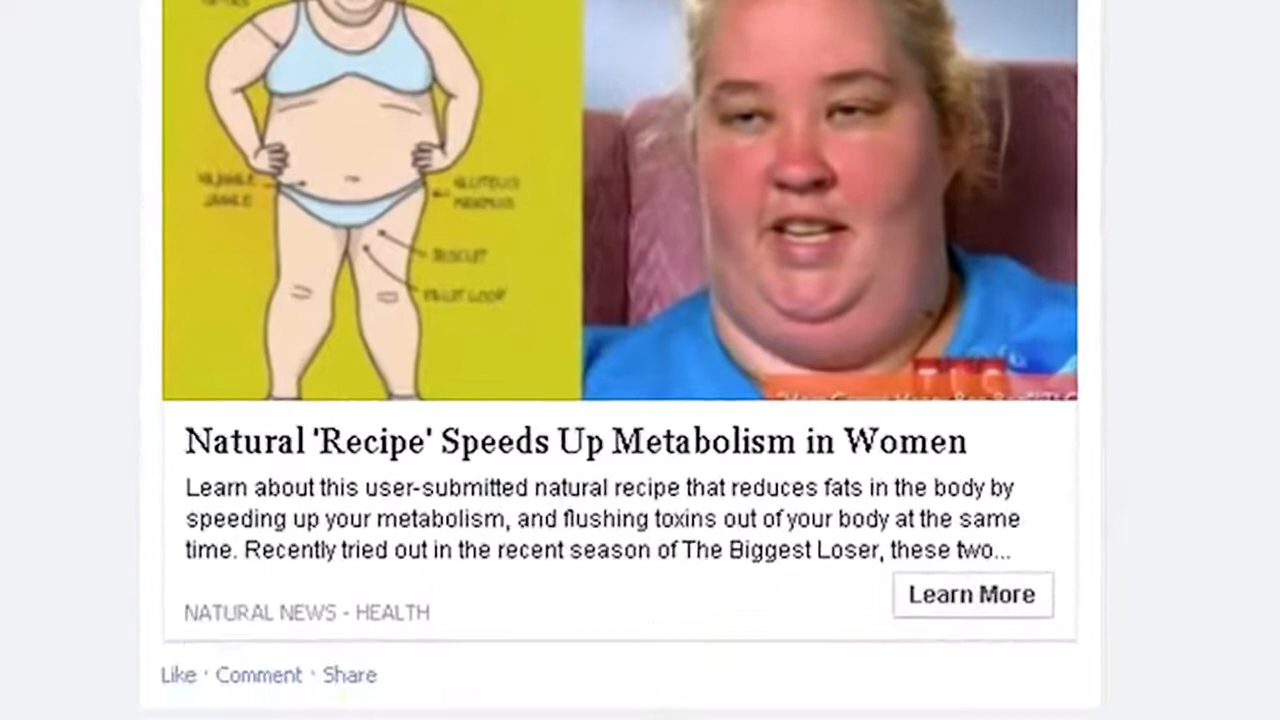 GLUTEUS
MAXIMUS
TLC
Natural 'Recipe' Speeds Up Metabolism in Women
Learn about this user-submitted natural recipe that reduces fats in the body by
speeding up your metabolism, and flushing toxins out of your body at the same
time. Recently tried out in the recent season of The Biggest Loser, these two...
Learn More
NATURAL NEWS - HEALTH
Like · Comment · Share